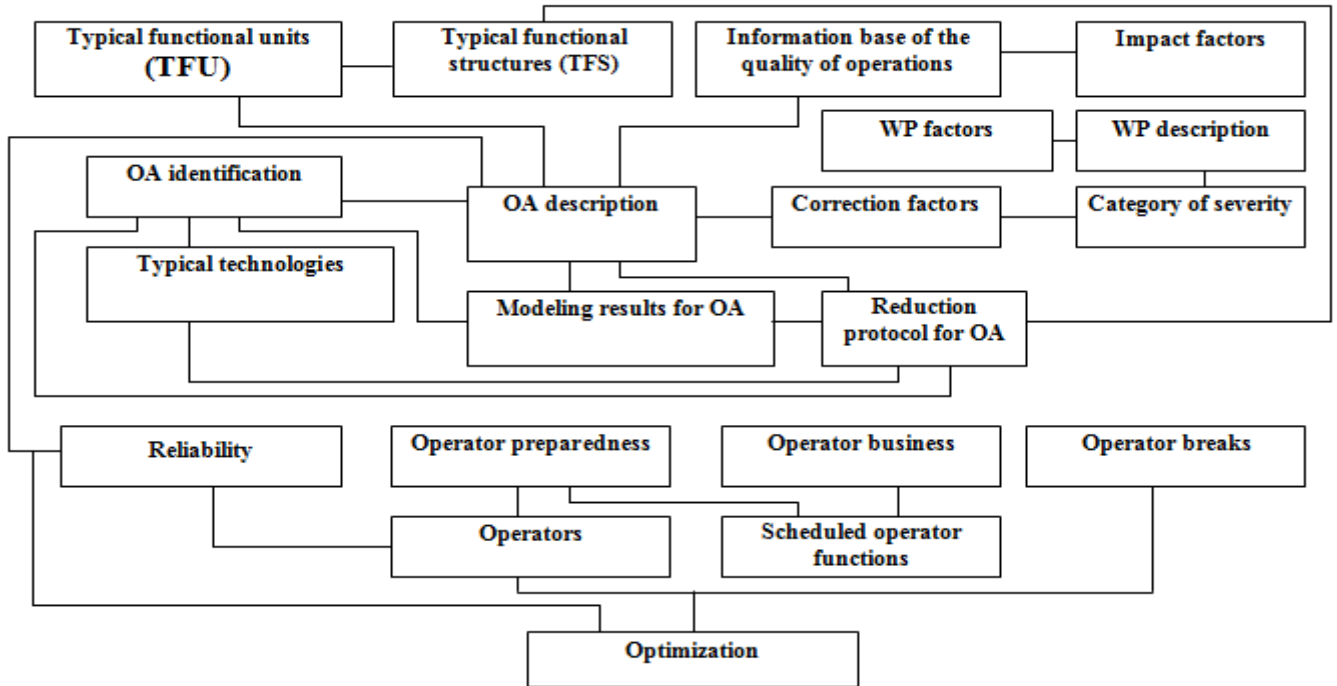 Typical functional units
(TFU)
Typical functional
structures (TFS)
Information base of the
quality of operations
Impact factors
WP factors
WP description
OA identification
OA description
Correction factors
Category of severity
Typical technologies
Modeling results for OA
Reduction
protocol for OA
Reliability
Operator preparedness
Operator business
Operator breaks
Operators
Scheduled operator
functions
Optimization